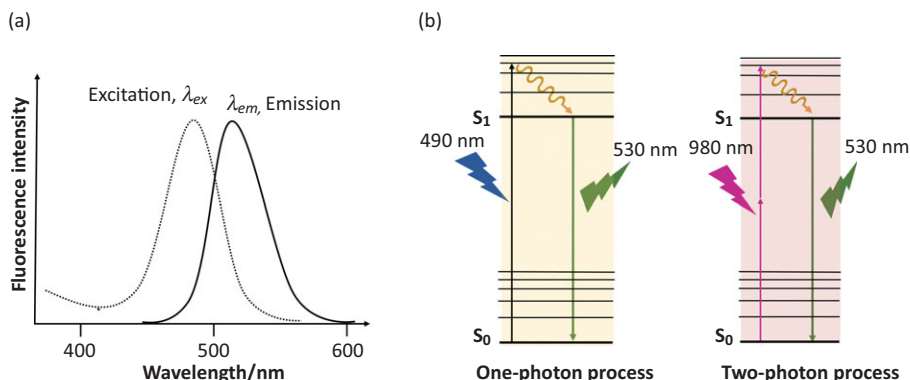 (a)
Fluorescence intensity
Excitation, λex
λem, Emission
400
500
600
Wavelength/nm
(b)
S1
490 nm
530 nm
S0
One-photon process
S1
980 nm
530 nm
S0
Two-photon process